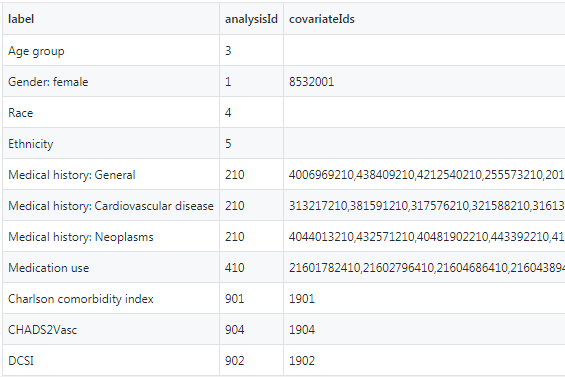 label analysisId covariateIds
Age group 3
Gender: female 1 8532001
Race 4
Ethnicity 5
Medical history: General 210 4006969210,438409210,4212540210,255573210,201
Medical history: Cardiovascular disease 210 313217210,381591210,317576210,321588210,31613
Medical history: Neoplasms 210 4044013210,432571210,40481902210,443392210,41
Medication use 410 21601782410,21602796410,21604686410,216043894
Charlson comorbidity index 901 1901
CHADS2Vasc 904 1904
DCSI 902 1902